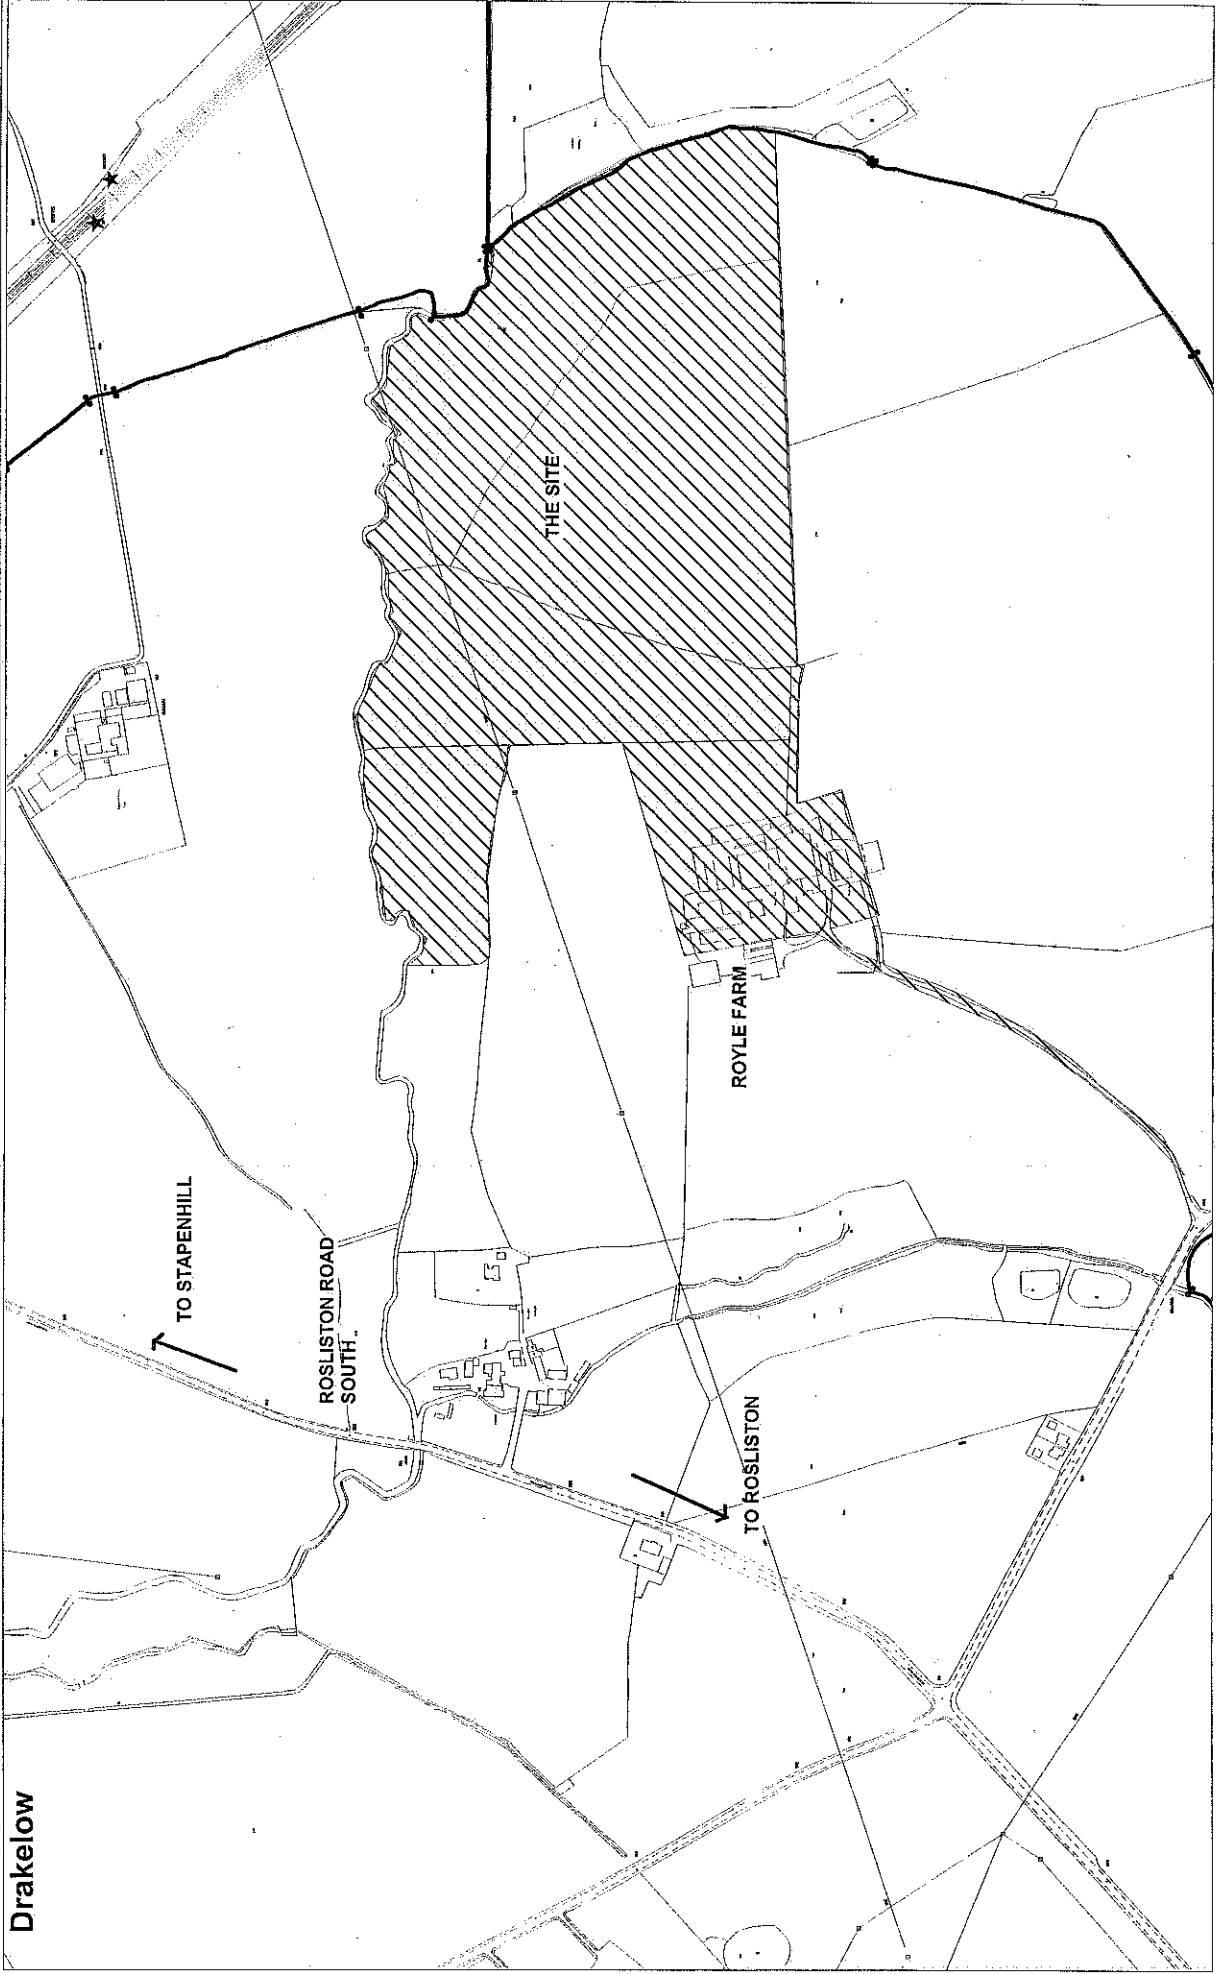 Drakelow
TO STAPENHILL
ROSLISTON ROAD
SOUTH
TO ROSLISTON
ROYLE FARM
THE SITE